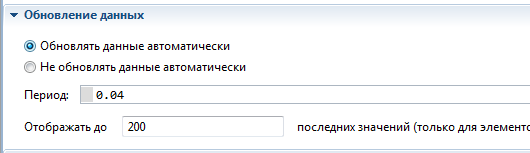 Обновление данных
Обновлять данные автоматически
Не обновлять данные автоматически
Период: 0.04
Отображать до 200 последних значений (только для